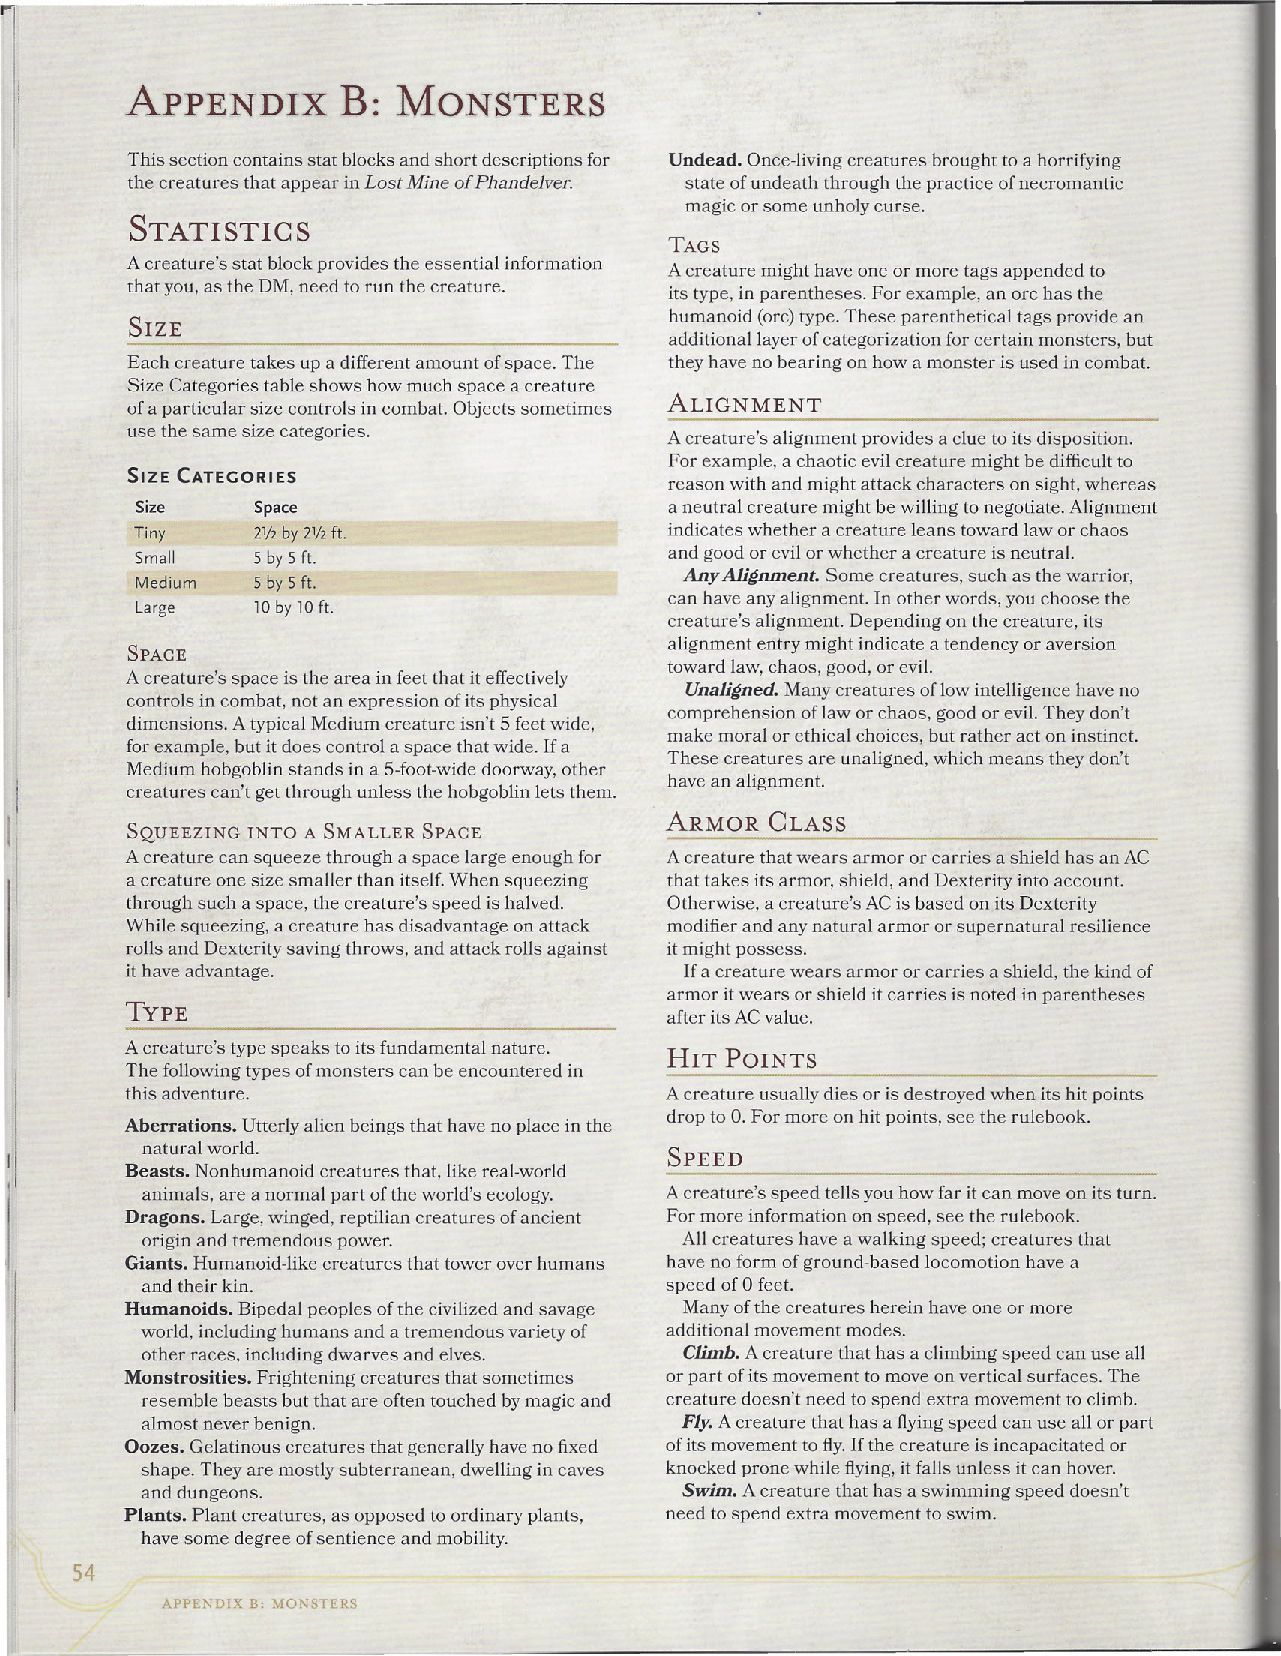 APPENDIX B: MONSTERS
This section contains stat blocks and short descriptions for
the creatures that appear in Lost Mine of Phandelver.
STATISTICS
A creature's stat block provides the essential information
that you, as the DM, need to run the creature.
SIZE
Each creature takes up a different amount of space. The
Size Categories table shows how much space a creature
of a particular size controls in combat. Objects sometimes
use the same size categories.
SIZE CATEGORIES
Size Space
Tiny 2½ by 2½ ft.
Small 5 by 5 ft.
Medium 5 by 5 ft.
Large 10 by 10 ft.
SPACE
A creature's space is the area in feet that it effectively
controls in combat, not an expression of its physical
dimensions. A typical Medium creature isn't 5 feet wide,
for example, but it does control a space that wide. If a
Medium hobgoblin stands in a 5-foot-wide doorway, other
creatures can't get through unless the hobgoblin lets them.
SQUEEZING INTO A SMALLER SPACE
A creature can squeeze through a space large enough for
a creature one size smaller than itself. When squeezing
through such a space, the creature's speed is halved.
While squeezing, a creature has disadvantage on attack
rolls and Dexterity saving throws, and attack rolls against
it have advantage.
TYPE
A creature's type speaks to its fundamental nature.
The following types of monsters can be encountered in
this adventure.
Aberrations. Utterly alien beings that have no place in the
natural world.
Beasts. Nonhumanoid creatures that, like real-world
animals, are a normal part of the world's ecology.
Dragons. Large, winged, reptilian creatures of ancient
origin and tremendous power.
Giants. Humanoid-like creatures that tower over humans
and their kin.
Humanoids. Bipedal peoples of the civilized and savage
world, including humans and a tremendous variety of
other races, including dwarves and elves.
Monstrosities. Frightening creatures that sometimes
resemble beasts but that are often touched by magic and
almost never benign.
Oozes. Gelatinous creatures that generally have no fixed
shape. They are mostly subterranean, dwelling in caves
and dungeons.
Plants. Plant creatures, as opposed to ordinary plants,
have some degree of sentience and mobility.
Undead. Once-living creatures brought to a horrifying
state of undeath through the practice of necromantic
magic or some unholy curse.
TAGS
A creature might have one or more tags appended to
its type, in parentheses. For example, an orc has the
humanoid (orc) type. These parenthetical tags provide an
additional layer of categorization for certain monsters, but
they have no bearing on how a monster is used in combat.
ALIGNMENT
A creature's alignment provides a clue to its disposition.
For example, a chaotic evil creature might be difficult to
reason with and might attack characters on sight, whereas
a neutral creature might be willing to negotiate. Alignment
indicates whether a creature leans toward law or chaos
and good or evil or whether a creature is neutral.
Any Alignment. Some creatures, such as the warrior,
can have any alignment. In other words, you choose the
creature's alignment. Depending on the creature, its
alignment entry might indicate a tendency or aversion
toward law, chaos, good, or evil.
Unaligned. Many creatures of low intelligence have no
comprehension of law or chaos, good or evil. They don't
make moral or ethical choices, but rather act on instinct.
These creatures are unaligned, which means they don't
have an alignment.
ARMOR CLASS
A creature that wears armor or carries a shield has an AC
that takes its armor, shield, and Dexterity into account.
Otherwise, a creature's AC is based on its Dexterity
modifier and any natural armor or supernatural resilience
it might possess.
If a creature wears armor or carries a shield, the kind of
armor it wears or shield it carries is noted in parentheses
after its AC value.
HIT POINTS
A creature usually dies or is destroyed when its hit points
drop to 0. For more on hit points, see the rulebook.
SPEED
A creature's speed tells you how far it can move on its turn.
For more information on speed, see the rulebook.
All creatures have a walking speed; creatures that
have no form of ground-based locomotion have a
speed of 0 feet.
Many of the creatures herein have one or more
additional movement modes.
Climb. A creature that has a climbing speed can use all
or part of its movement to move on vertical surfaces. The
creature doesn't need to spend extra movement to climb.
Fly. A creature that has a flying speed can use all or part
of its movement to fly. If the creature is incapacitated or
knocked prone while flying, it falls unless it can hover.
Swim. A creature that has a swimming speed doesn't
need to spend extra movement to swim.
54
APPENDIX B: MONSTERS